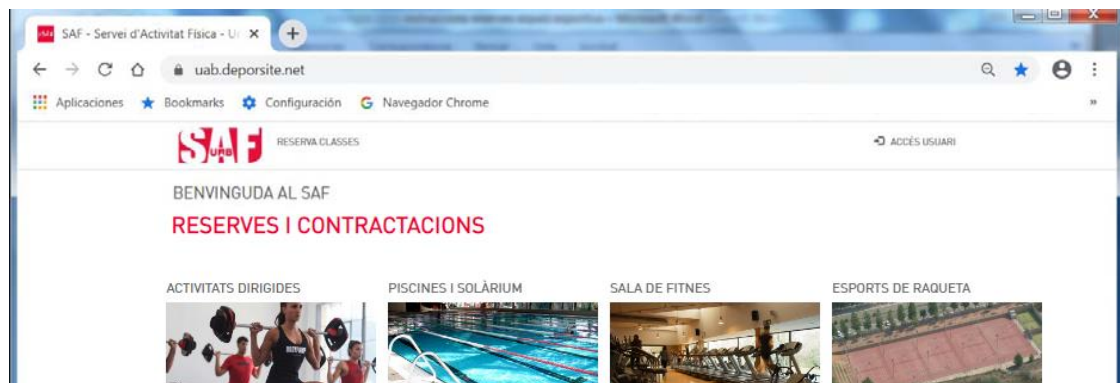 SAF - Servei d'Activitat Física - U
uab.deporsite.net
Aplicaciones Bookmarks Configuración Navegador Chrome
SAF UAB RESERVA CLASSES ACCÉS USUARI
BENVINGUDA AL SAF
RESERVES I CONTRACTACIONS
ACTIVITATS DIRIGIDES PISCINES I SOLÀRIUM SALA DE FITNES ESPORTS DE RAQUETA